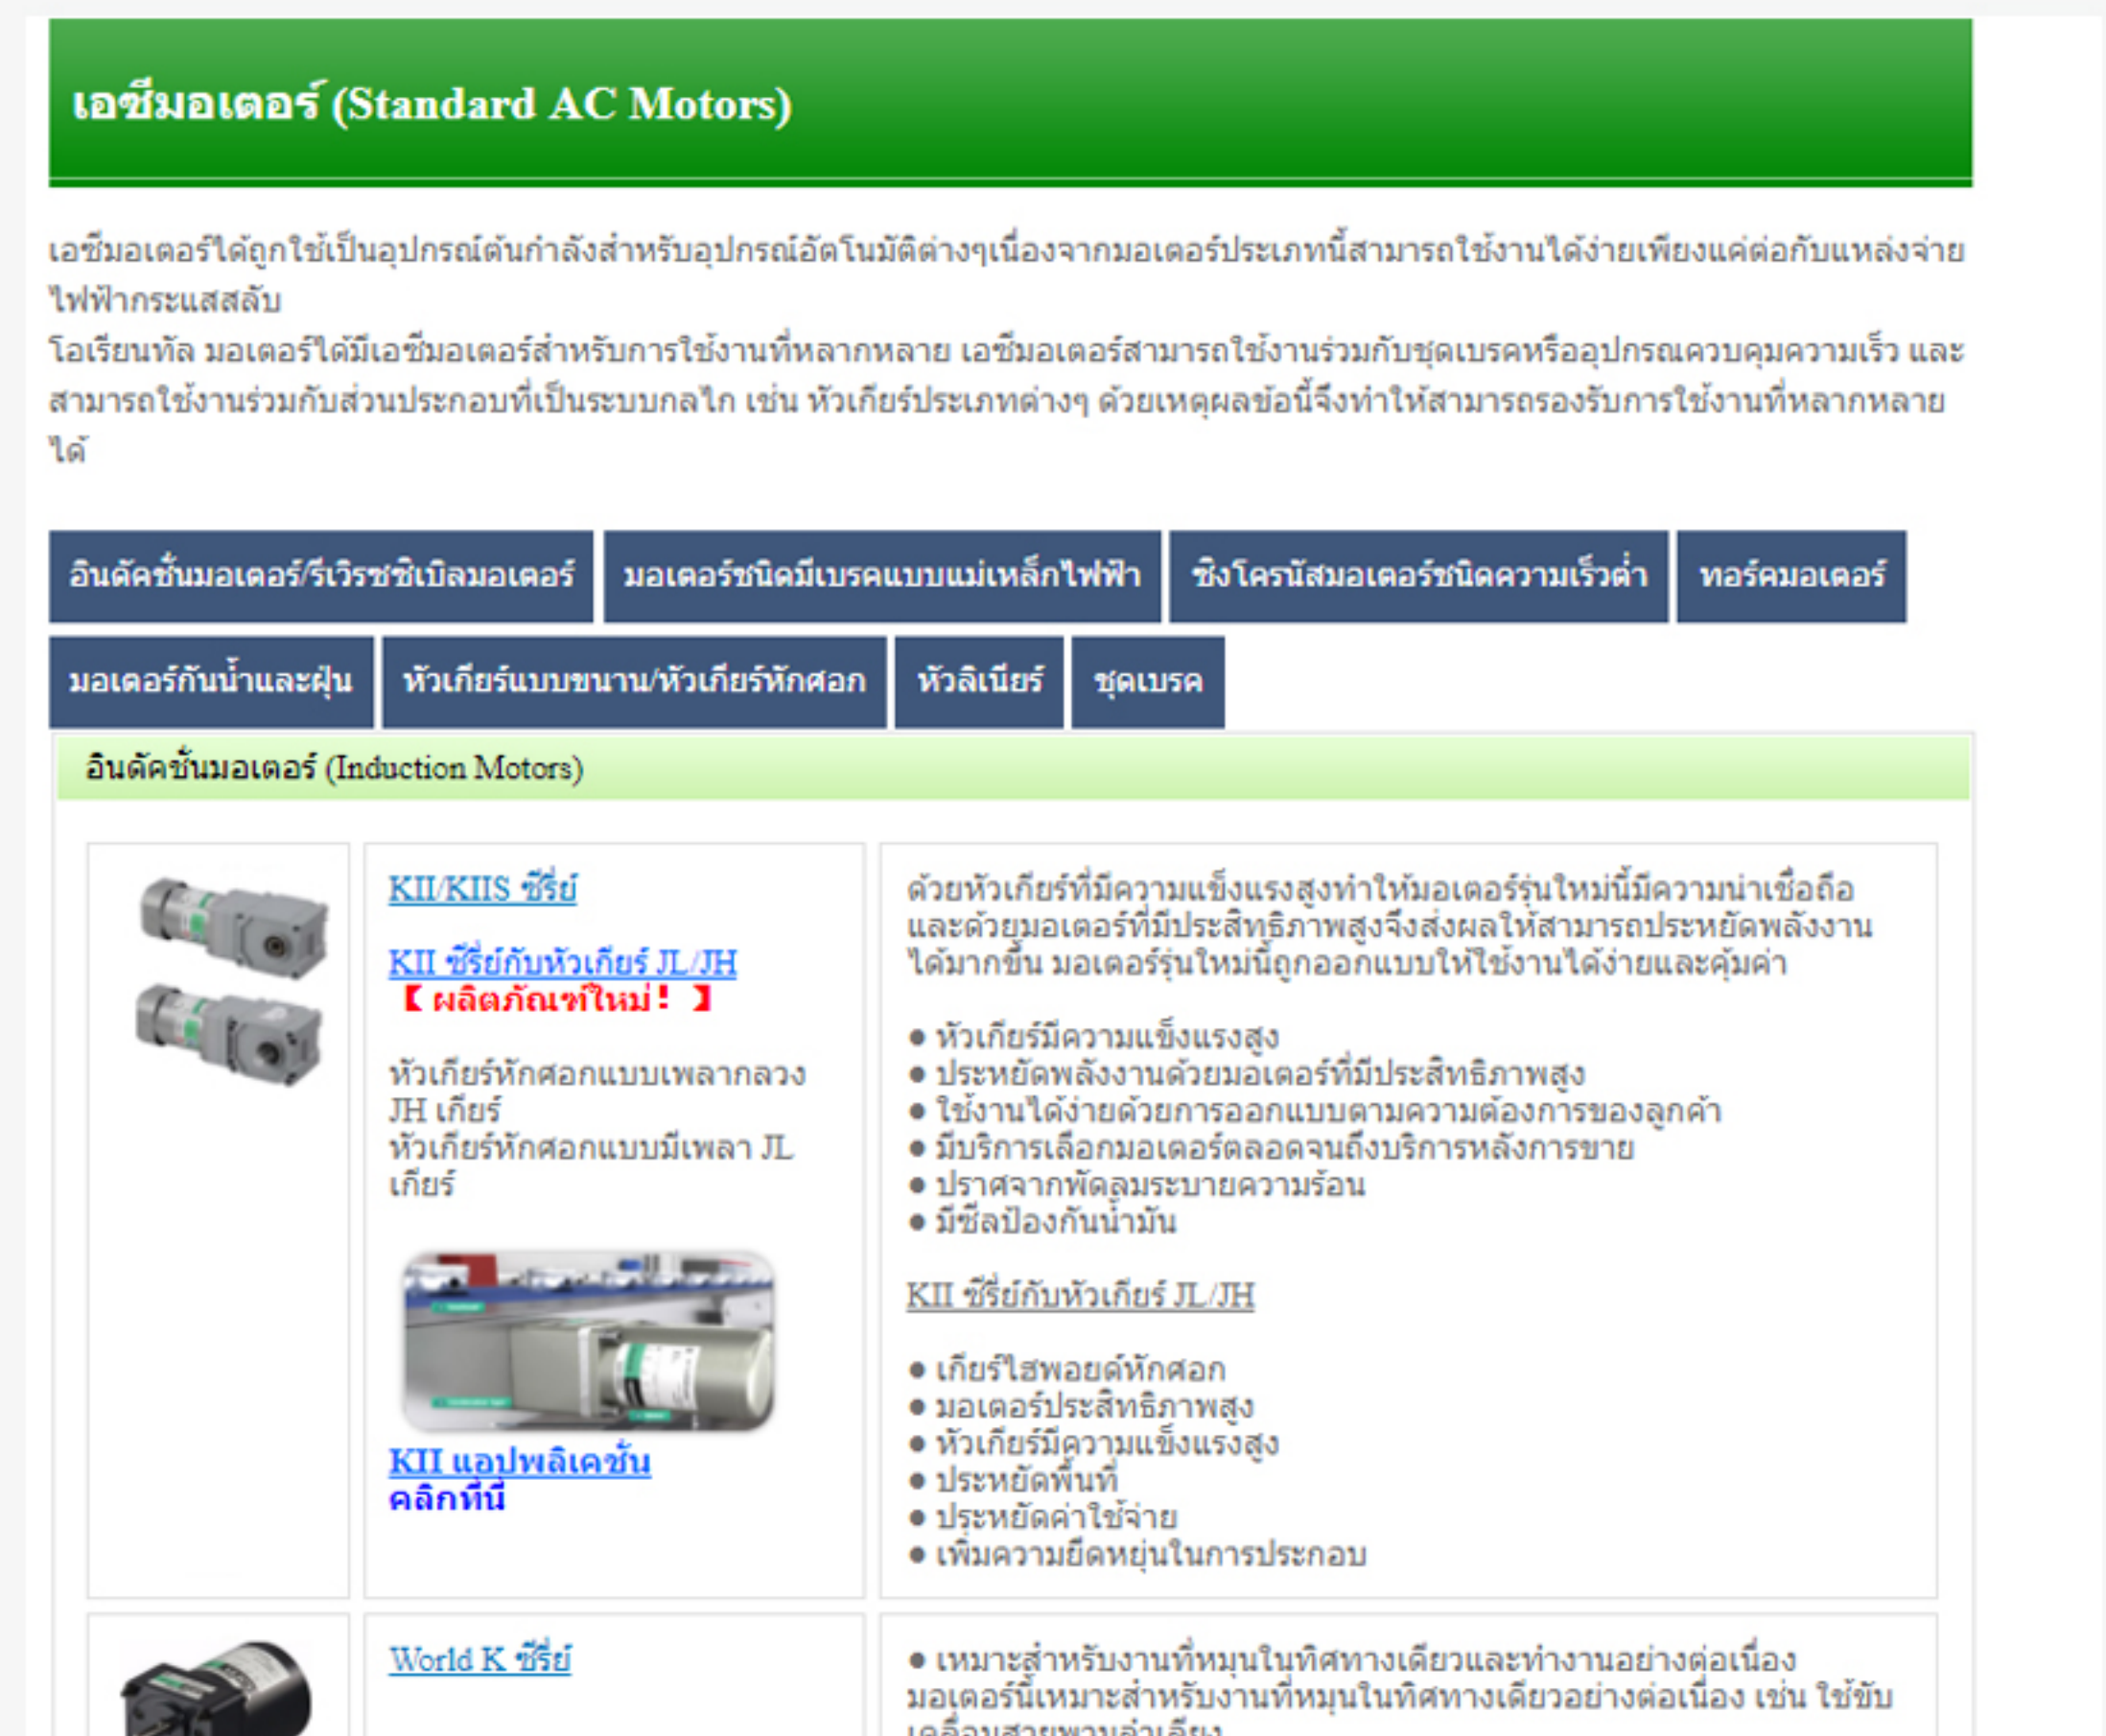 เอซีมอเตอร์ (Standard AC Motors)
เอซีมอเตอร์ได้ถูกใช้เป็นอุปกรณ์ต้นกำลังสำหรับอุปกรณ์อัตโนมัติต่างๆเนื่องจากมอเตอร์ประเภทนี้สามารถใช้งานได้ง่ายเพียงแค่ต่อกับแหล่งจ่าย
ไฟฟ้ากระแสสลับ
โอเรียนทัล มอเตอร์ได้มีเอซีมอเตอร์สำหรับการใช้งานที่หลากหลาย เอซีมอเตอร์สามารถใช้งานร่วมกับชุดเบรคหรืออุปกรณควบคุมความเร็ว และ
สามารถใช้งานร่วมกับส่วนประกอบที่เป็นระบบกลไก เช่น หัวเกียร์ประเภทต่างๆ ด้วยเหตุผลข้อนี้จึงทำให้สามารถรองรับการใช้งานที่หลากหลาย
ได้
อินดัคชั่นมอเตอร์/รีเวิรซซิเบิลมอเตอร์ มอเตอร์ชนิดมีเบรคแบบแม่เหล็กไฟฟ้า ซิงโครนัสมอเตอร์ชนิดความเร็วต่ำ ทอร์คมอเตอร์
มอเตอร์กันน้ำและฝุ่น หัวเกียร์แบบขนาน/หัวเกียร์หักศอก หัวลิเนียร์ ชุดเบรค
อินดัคชั่นมอเตอร์ (Induction Motors)
KII/KIIS ซีรี่ย์
KII ซีรี่ย์กับหัวเกียร์ JL/JH
【 ผลิตภัณฑ์ใหม่! 】
หัวเกียร์หักศอกแบบเพลากลวง
JH เกียร์
หัวเกียร์หักศอกแบบมีเพลา JL
เกียร์
KII แอปพลิเคชั่น
คลิกที่นี่
ด้วยหัวเกียร์ที่มีความแข็งแรงสูงทำให้มอเตอร์รุ่นใหม่นี้มีความน่าเชื่อถือ
และด้วยมอเตอร์ที่มีประสิทธิภาพสูงจึงส่งผลให้สามารถประหยัดพลังงาน
ได้มากขึ้น มอเตอร์รุ่นใหม่นี้ถูกออกแบบให้ใช้งานได้ง่ายและคุ้มค่า
● หัวเกียร์มีความแข็งแรงสูง
● ประหยัดพลังงานด้วยมอเตอร์ที่มีประสิทธิภาพสูง
● ใช้งานได้ง่ายด้วยการออกแบบตามความต้องการของลูกค้า
● มีบริการเลือกมอเตอร์ตลอดจนถึงบริการหลังการขาย
● ปราศจากพัดลมระบายความร้อน
● มีซีลป้องกันน้ำมัน
KII ซีรี่ย์กับหัวเกียร์ JL/JH
● เกียร์ไฮพอยด์หักศอก
● มอเตอร์ประสิทธิภาพสูง
● หัวเกียร์มีความแข็งแรงสูง
● ประหยัดพื้นที่
● ประหยัดค่าใช้จ่าย
● เพิ่มความยืดหยุ่นในการประกอบ
World K ซีรี่ย์
● เหมาะสำหรับงานที่หมุนในทิศทางเดียวและทำงานอย่างต่อเนื่อง
มอเตอร์นี้เหมาะสำหรับงานที่หมุนในทิศทางเดียวอย่างต่อเนื่อง เช่น ใช้ขับ
เคลื่อนสายพานลำเลียง